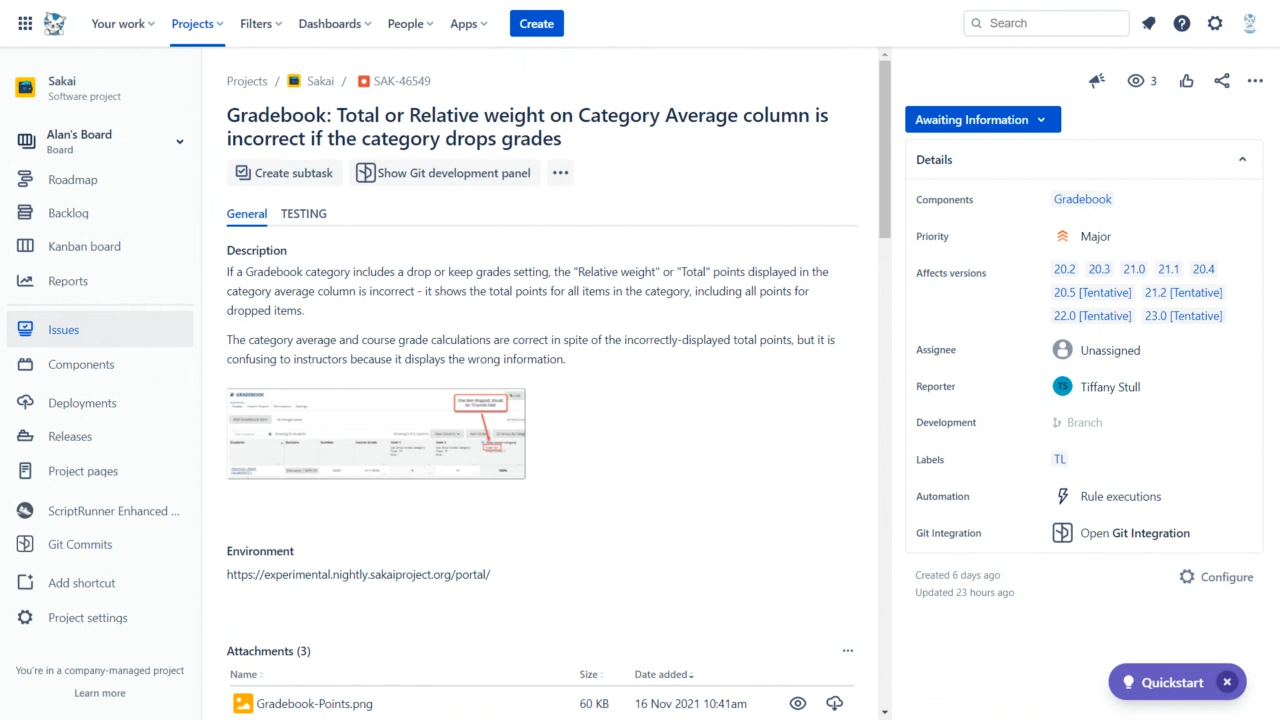 Your work
Projects
Filters
Dashboards
People
Apps
Create
Search
Sakai
Software project
Alan's Board
Board
Roadmap
Backlog
Kanban board
Reports
Issues
Components
Deployments
Releases
Project pages
ScriptRunner Enhanced ...
Git Commits
Add shortcut
Project settings
You're in a company-managed project
Learn more
Projects / Sakai / SAK-46549
Gradebook: Total or Relative weight on Category Average column is
incorrect if the category drops grades
Create subtask
Show Git development panel
General
TESTING
Description
If a Gradebook category includes a drop or keep grades setting, the "Relative weight" or "Total" points displayed in the
category average column is incorrect - it shows the total points for all items in the category, including all points for
dropped items.
The category average and course grade calculations are correct in spite of the incorrectly-displayed total points, but it is
confusing to instructors because it displays the wrong information.
GRADEBOOK
One item dropped, should
Environment
https://experimental.nightly.sakaiproject.org/portal/
Attachments (3)
Name Size Date added
Gradebook-Points.png 60 KB 16 Nov 2021 10:41am
3
Awaiting Information
Details
Components Gradebook
Priority Major
Affects versions 20.2 20.3 21.0 21.1 20.4
20.5 [Tentative] 21.2 [Tentative]
22.0 [Tentative] 23.0 [Tentative]
Assignee Unassigned
Reporter TS Tiffany Stull
Development Branch
Labels TL
Automation Rule executions
Git Integration Open Git Integration
Created 6 days ago
Updated 23 hours ago
Configure
Quickstart